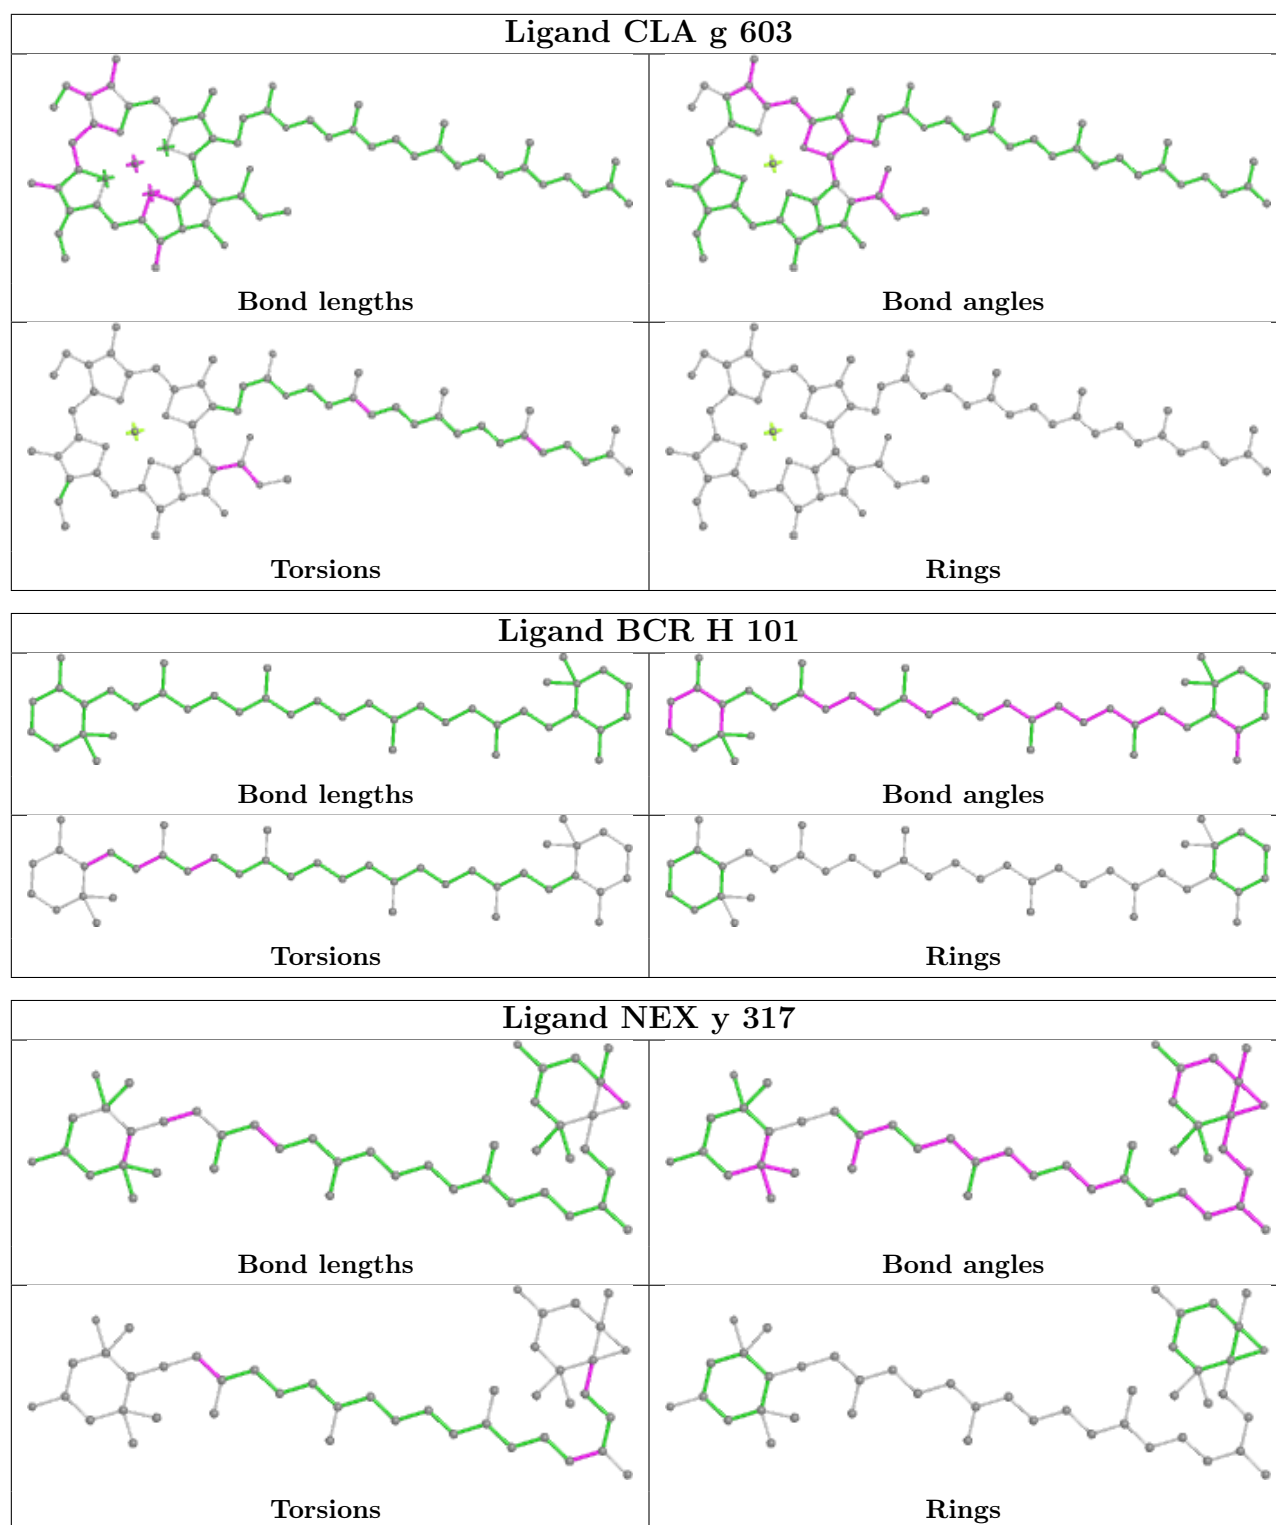 Ligand CLA g 603
Bond lengths
Bond angles
Torsions
Rings
Ligand BCR H 101
Bond lengths
Bond angles
Torsions
Rings
Ligand NEX y 317
Bond lengths
Bond angles
Torsions
Rings